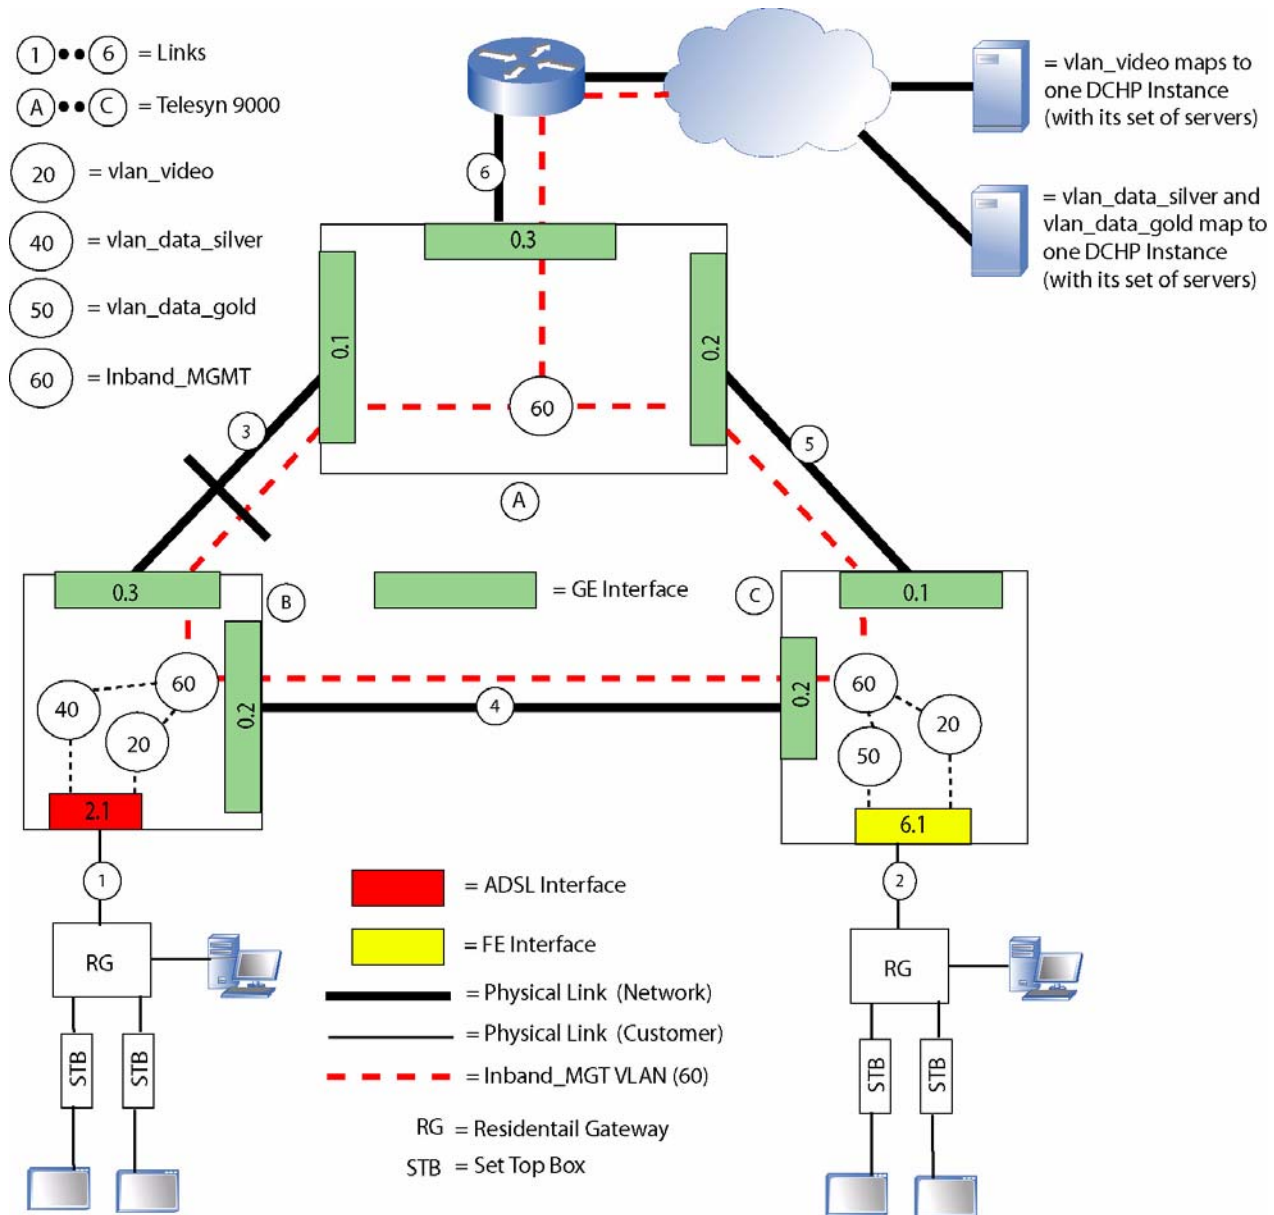 1 6 = Links
A C = Telesyn 9000
20 = vlan_video
40 = vlan_data_silver
50 = vlan_data_gold
60 = Inband_MGMT
= vlan_video maps to
one DCHP Instance
(with its set of servers)
= vlan_data_silver and
vlan_data_gold map to
one DCHP Instance
(with its set of servers)
6
0.3
0.1
0.2
60
3
5
A
0.3
B
= GE Interface
C
0.1
60
40
20
0.2
4
0.2
60
20
50
2.1
6.1
1
2
= ADSL Interface
= FE Interface
RG
RG
= Physical Link (Network)
= Physical Link (Customer)
= Inband_MGT VLAN (60)
STB
STB
STB
STB
RG = Residentail Gateway
STB = Set Top Box